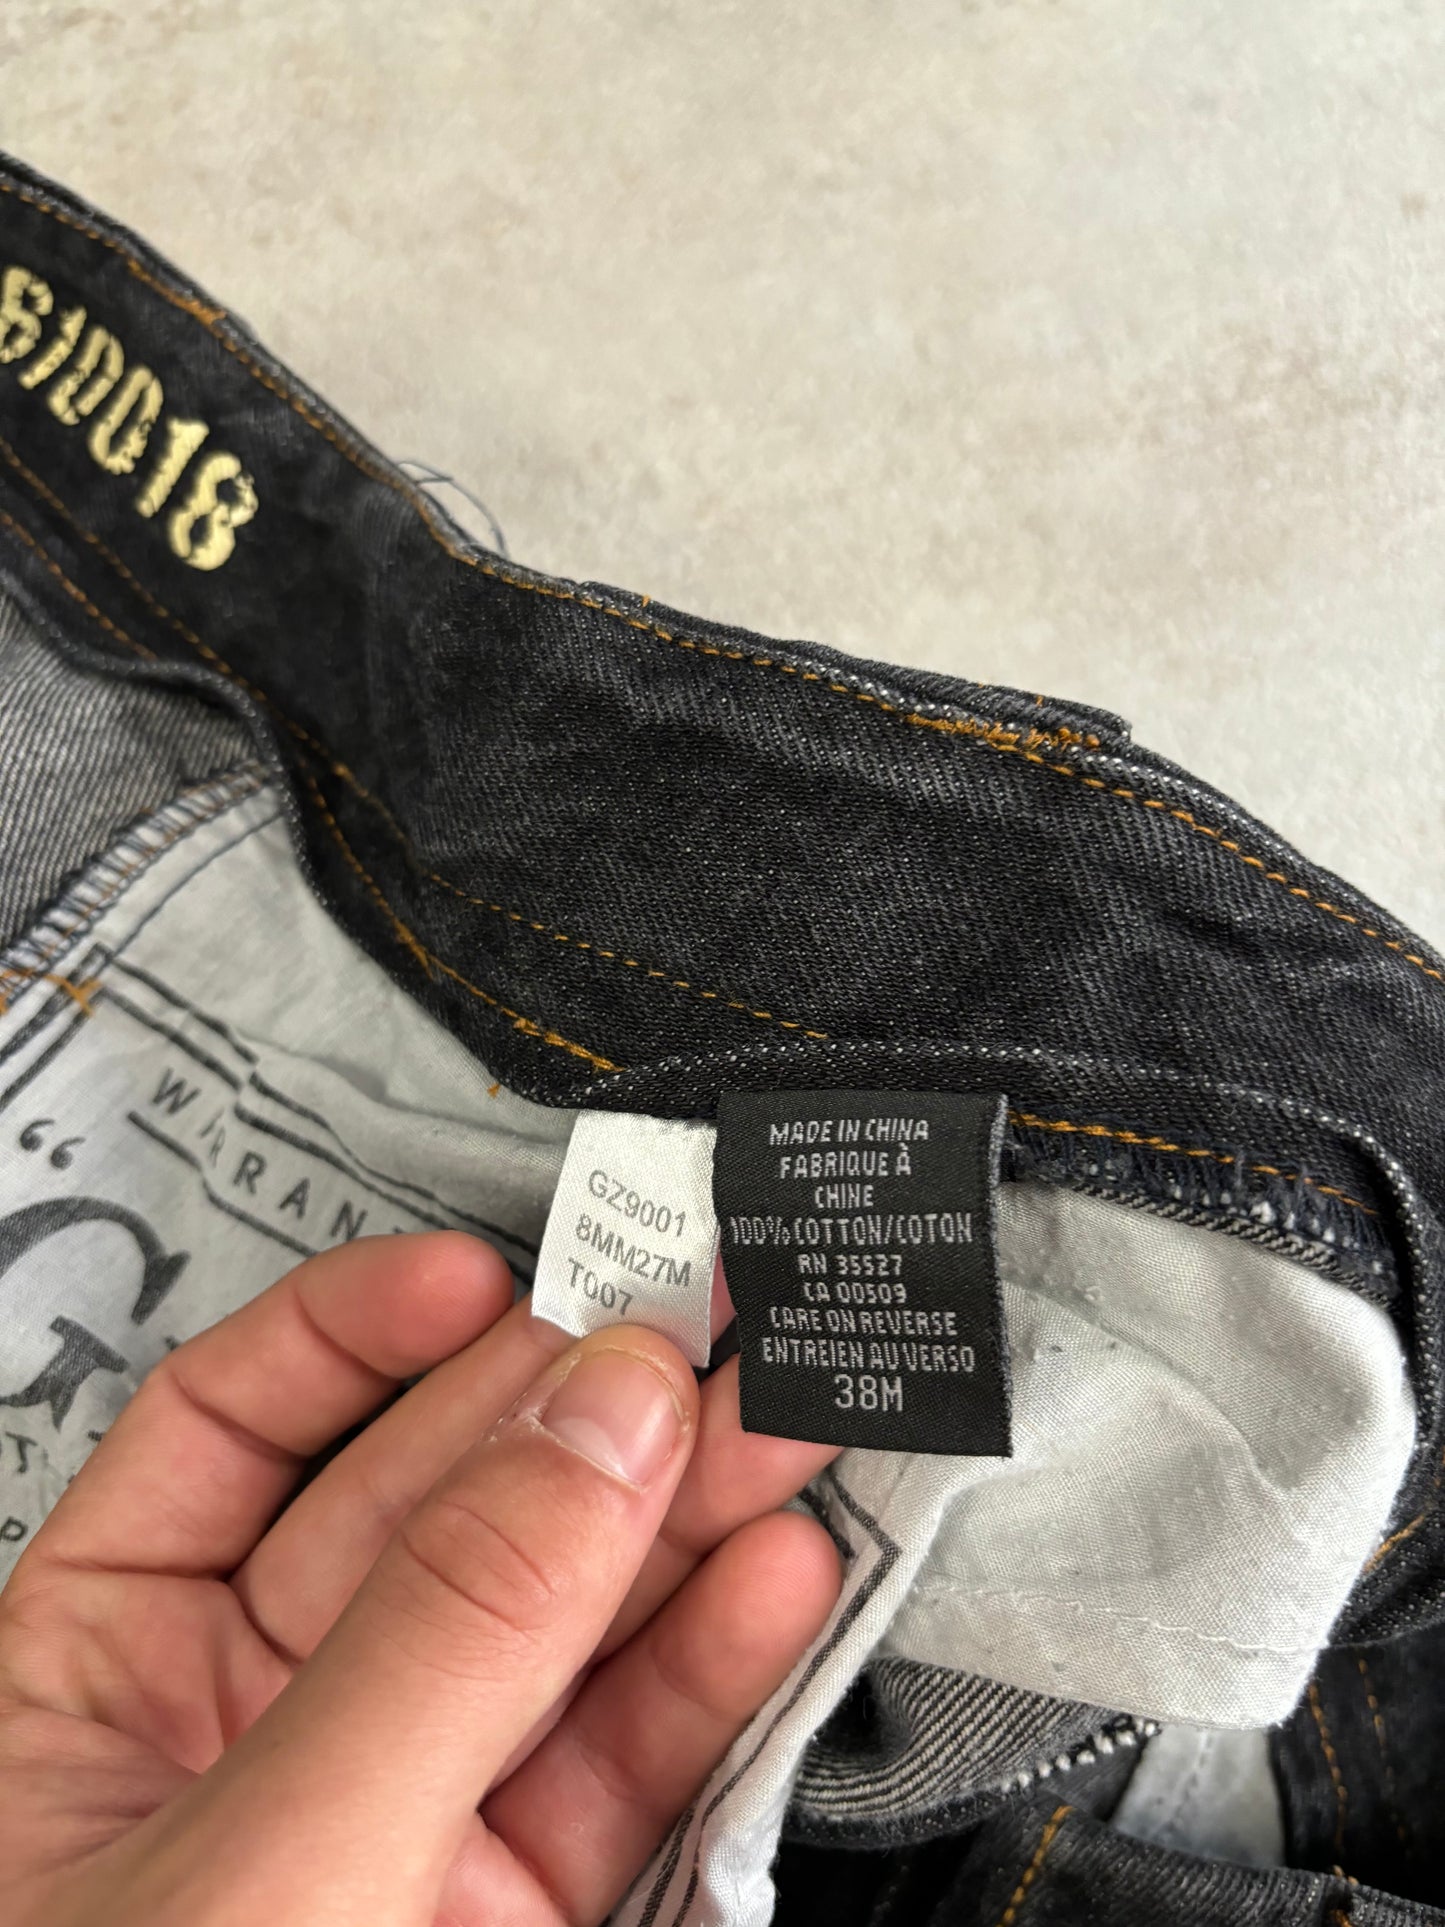 810018
WARRANT
“
G
GZ9001
8MM27M
T007
MADE IN CHINA
FABRIQUE À
CHINE
100% COTTON/COTON
RN 35527
CA 00509
CARE ON REVERSE
ENTREIEN AU VERSO
38M